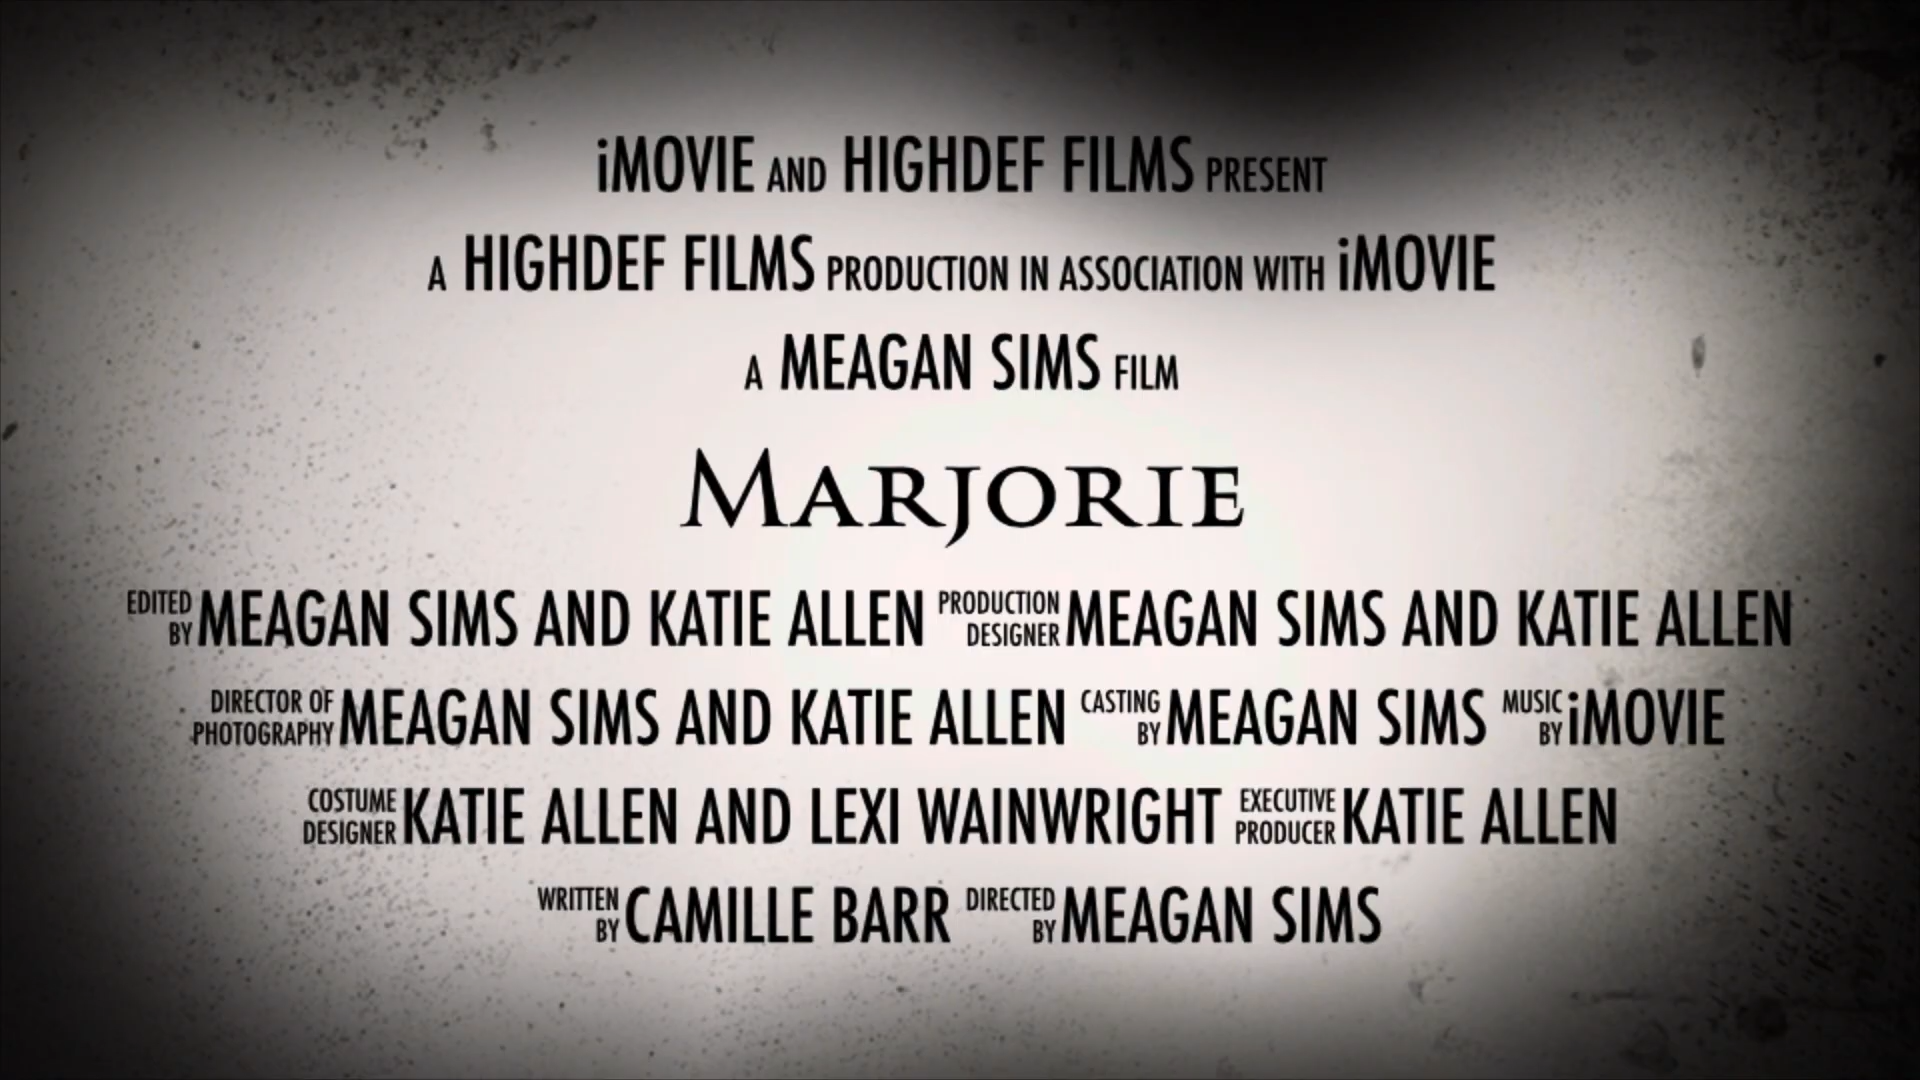 iMOVIE AND HIGHDEF FILMS PRESENT
A HIGHDEF FILMS PRODUCTION IN ASSOCIATION WITH iMOVIE
A MEAGAN SIMS FILM
MARJORIE
EDITED BY MEAGAN SIMS AND KATIE ALLEN PRODUCTION DESIGNER MEAGAN SIMS AND KATIE ALLEN
DIRECTOR OF PHOTOGRAPHY MEAGAN SIMS AND KATIE ALLEN CASTING BY MEAGAN SIMS MUSIC BY iMOVIE
COSTUME DESIGNER KATIE ALLEN AND LEXI WAINWRIGHT EXECUTIVE PRODUCER KATIE ALLEN
WRITTEN BY CAMILLE BARR DIRECTED BY MEAGAN SIMS